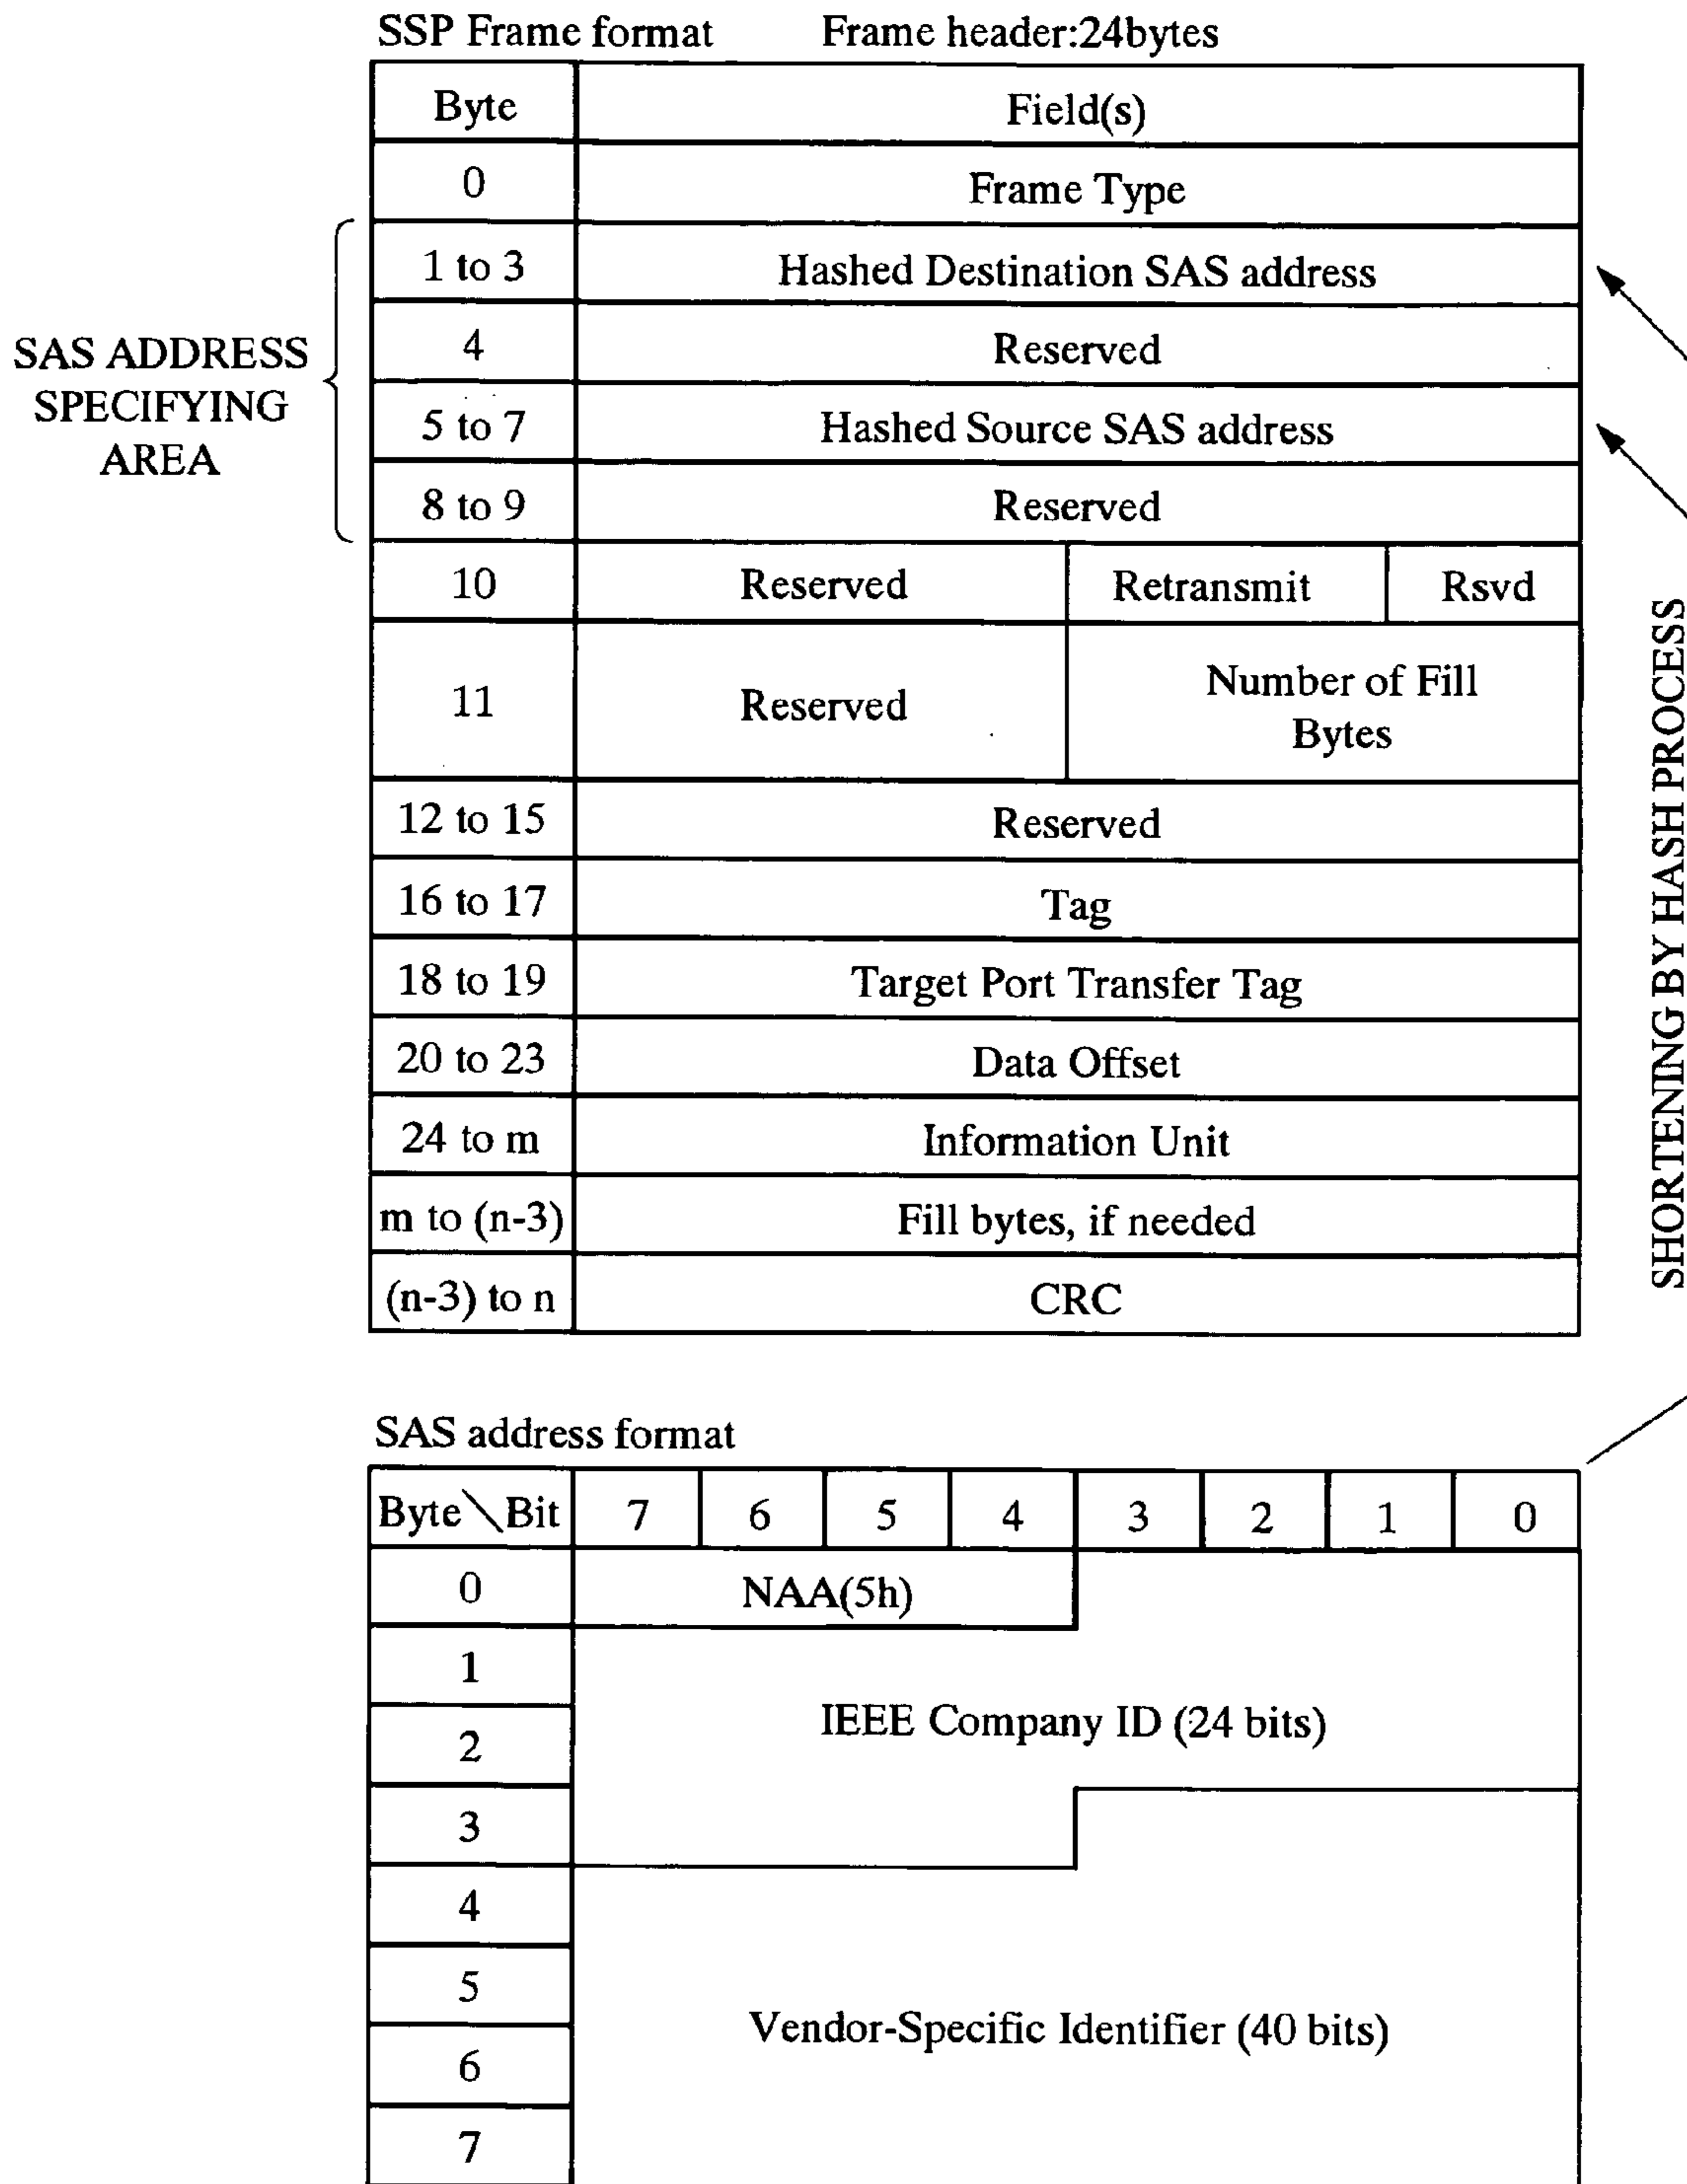 SSP Frame format Frame header:24bytes
Byte Field(s)
0 Frame Type
1 to 3 Hashed Destination SAS address
4 Reserved
5 to 7 Hashed Source SAS address
8 to 9 Reserved
SAS ADDRESS
SPECIFYING
AREA
10 Reserved Retransmit Rsvd
11 Reserved Number of Fill
Bytes
12 to 15 Reserved
16 to 17 Tag
18 to 19 Target Port Transfer Tag
20 to 23 Data Offset
24 to m Information Unit
m to (n-3) Fill bytes, if needed
(n-3) to n CRC
SHORTENING BY HASH PROCESS
SAS address format
Byte\Bit 7 6 5 4 3 2 1 0
0 NAA(5h)
1
2 IEEE Company ID (24 bits)
3
4
5
6 Vendor-Specific Identifier (40 bits)
7